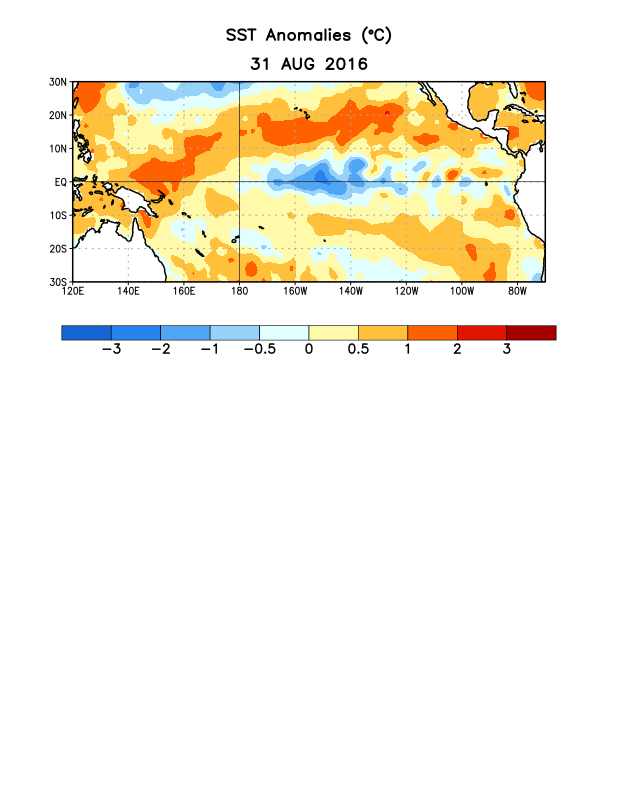 SST Anomalies (°C)
31 AUG 2016
30N
20N
10N
EQ
10S
20S
30S
120E 140E 160E 180 160W 140W 120W 100W 80W
-3 -2 -1 -0.5 0 0.5 1 2 3